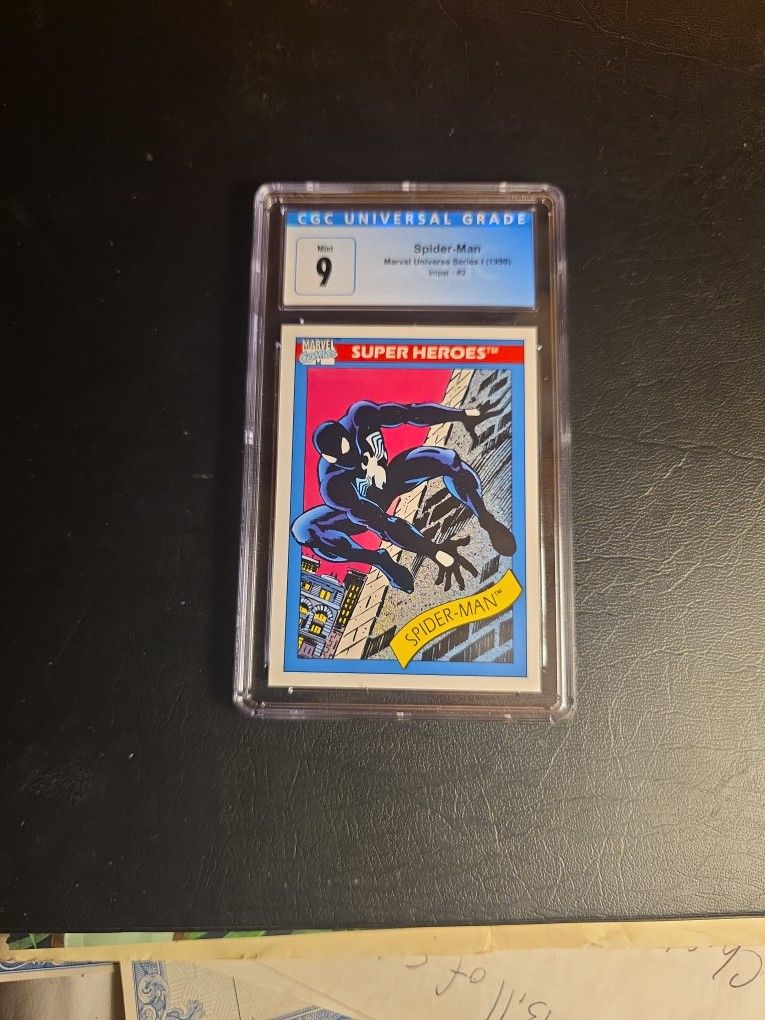 CGC UNIVERSAL GRADE
Mint
9
Spider-Man
Marvel Universe Series I (1990)
Impel - #2
MARVEL
COMICS
SUPER HEROES™
SPIDER-MAN™
of